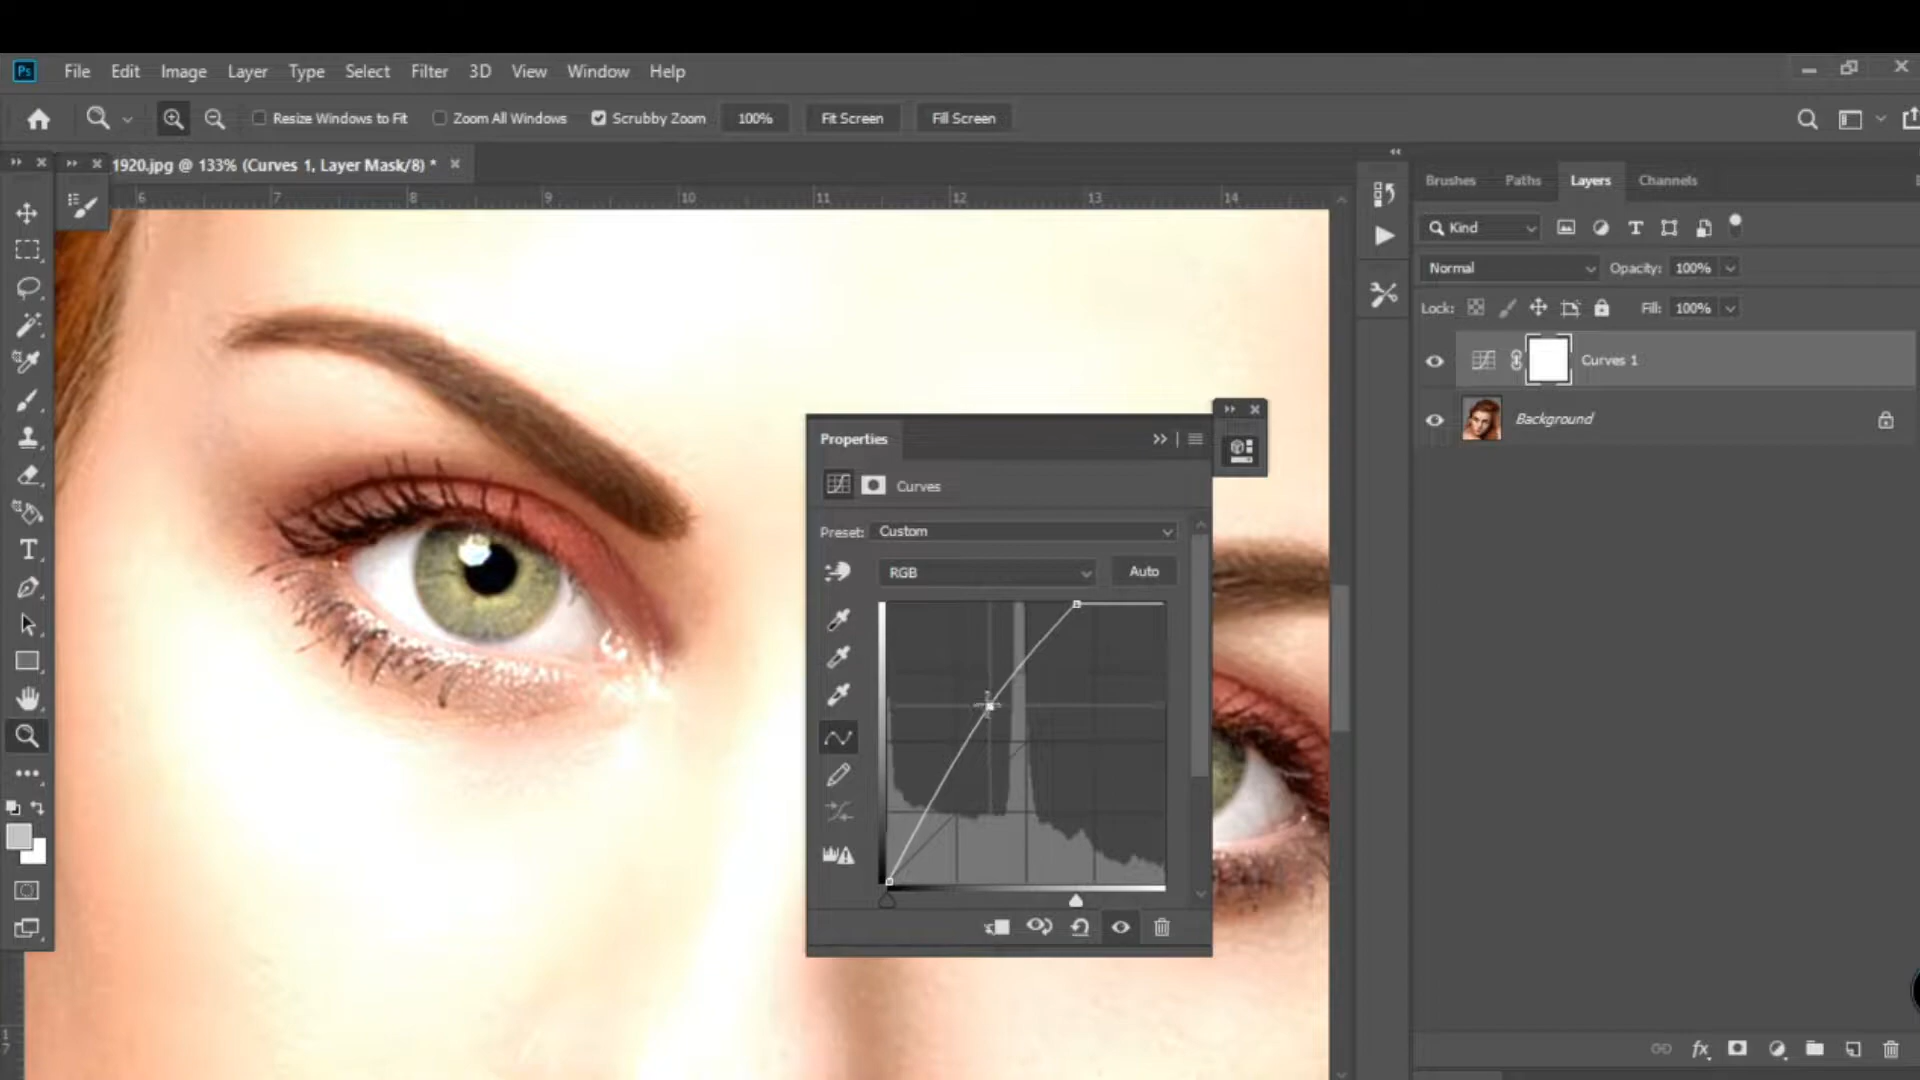 Ps File Edit Image Layer Type Select Filter 3D View Window Help
Resize Windows to Fit Zoom All Windows Scrubby Zoom 100% Fit Screen Fill Screen
1920.jpg @ 133% (Curves 1, Layer Mask/8) *
6 7 8 9 10 11 12 13 14
Brushes Paths Layers Channels
Kind
Normal Opacity: 100%
Lock: Fill: 100%
Curves 1
Background
Properties
Curves
Preset: Custom
RGB Auto
1
7
fx